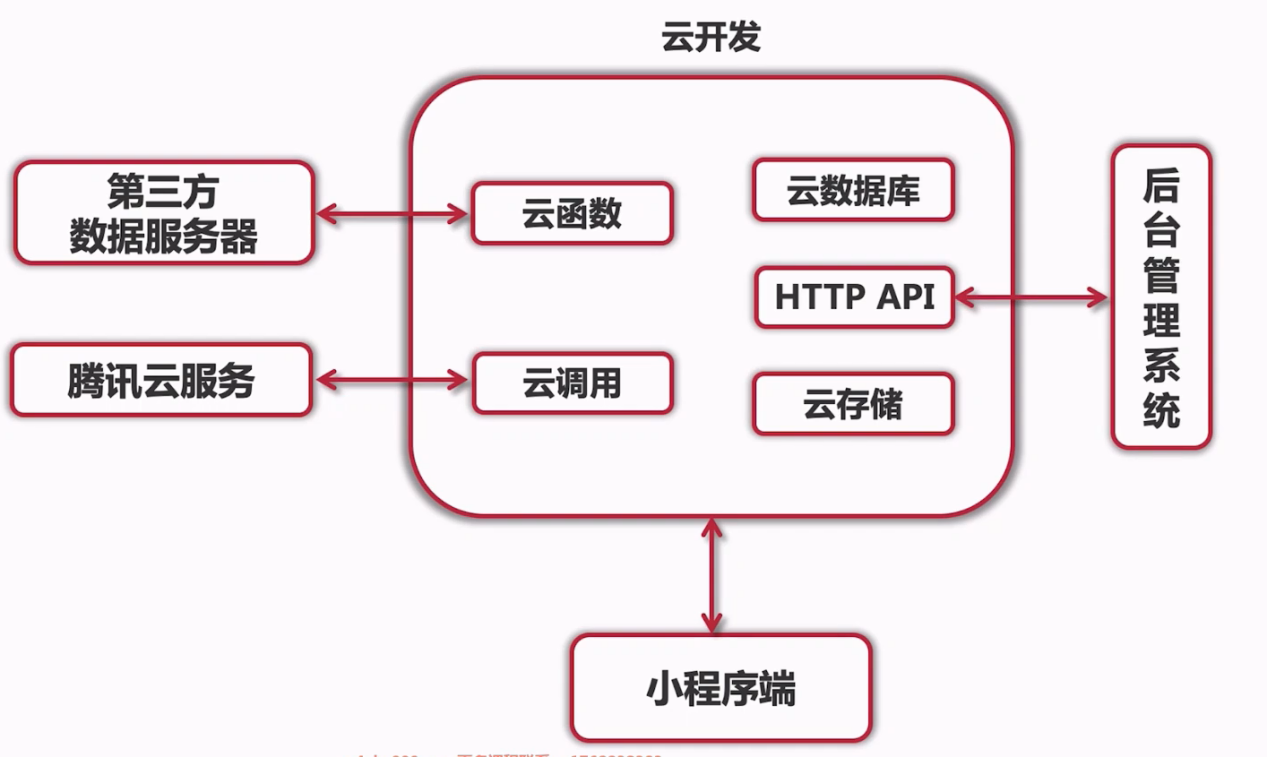 云开发
第三方
数据服务器
云函数
云数据库
HTTP API
腾讯云服务
云调用
云存储
后台管理系统
小程序端